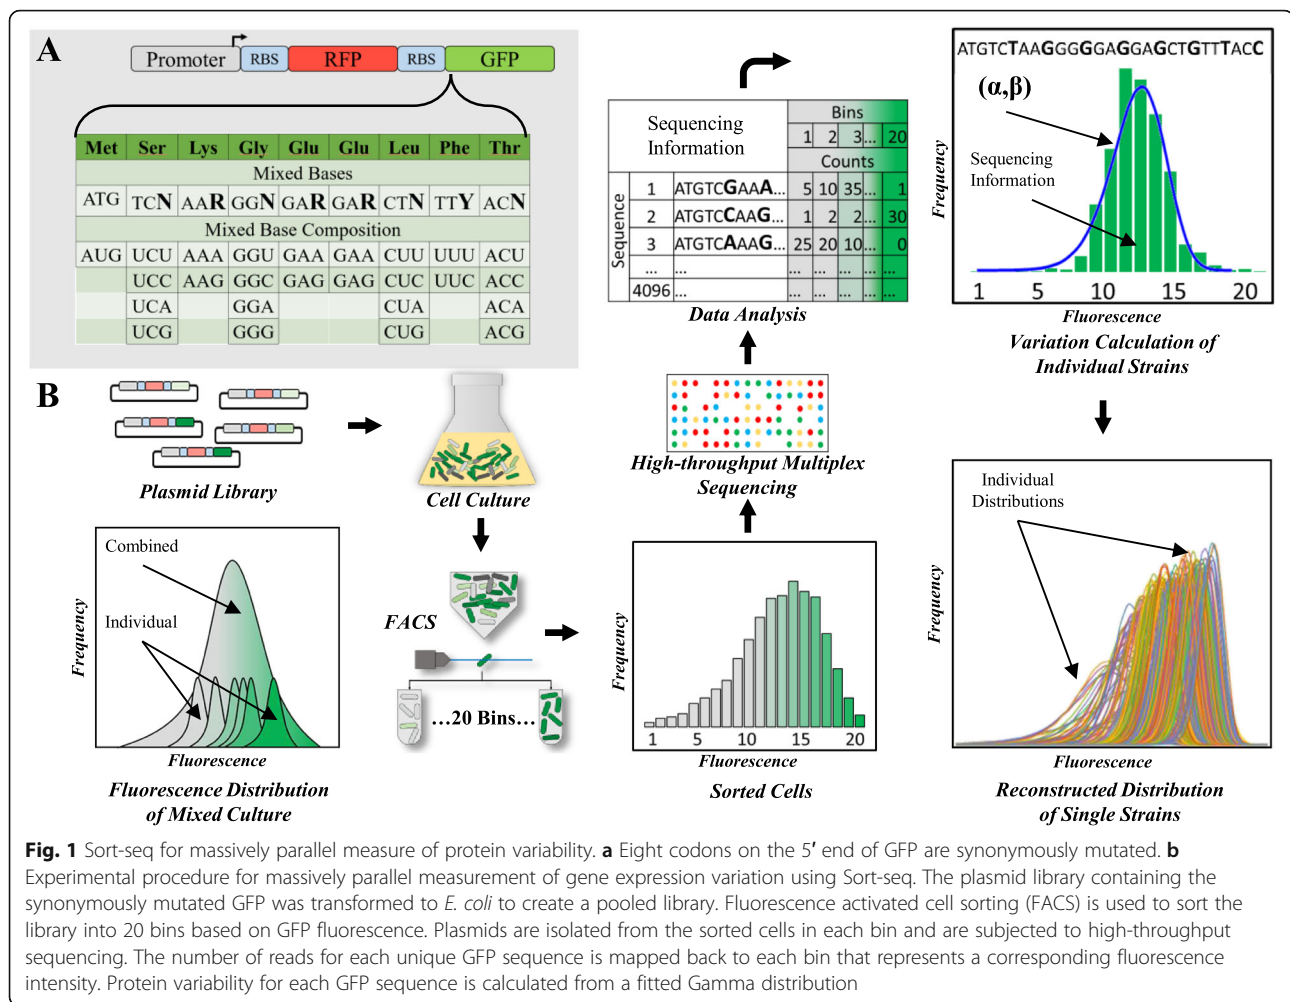 A
Promoter RBS RFP RBS GFP
Met Ser Lys Gly Glu Glu Leu Phe Thr
Mixed Bases
ATG TCN AAR GGN GAR GAR CTN TTY ACN
Mixed Base Composition
AUG UCU AAA GGU GAA GAA CUU UUU ACU
UCC AAG GGC GAG GAG CUC UUC ACC
UCA GGA CUA ACA
UCG GGG CUG ACG
B
Plasmid Library
Cell Culture
Combined
Individual
Frequency
Fluorescence
Fluorescence Distribution
of Mixed Culture
FACS
...20 Bins...
Frequency
1 5 10 15 20
Fluorescence
Sorted Cells
High-throughput Multiplex
Sequencing
Sequencing
Information
Bins
1 2 3... 20
Counts
Sequence
1 ATGTCGAAA... 5 10 35... 1
2 ATGTCCAAG... 1 2 2... 30
3 ATGTCAAAG... 25 20 10... 0
... ... ... ... ... ...
4096 ... ... ... ... ...
Data Analysis
ATGTCTAAGGGGGAGGAGCTGTTTACC
(α,β)
Sequencing
Information
Frequency
1 5 10 15 20
Fluorescence
Variation Calculation of
Individual Strains
Individual
Distributions
Frequency
Fluorescence
Reconstructed Distribution
of Single Strains
Fig. 1 Sort-seq for massively parallel measure of protein variability. a Eight codons on the 5′ end of GFP are synonymously mutated. b
Experimental procedure for massively parallel measurement of gene expression variation using Sort-seq. The plasmid library containing the
synonymously mutated GFP was transformed to E. coli to create a pooled library. Fluorescence activated cell sorting (FACS) is used to sort the
library into 20 bins based on GFP fluorescence. Plasmids are isolated from the sorted cells in each bin and are subjected to high-throughput
sequencing. The number of reads for each unique GFP sequence is mapped back to each bin that represents a corresponding fluorescence
intensity. Protein variability for each GFP sequence is calculated from a fitted Gamma distribution